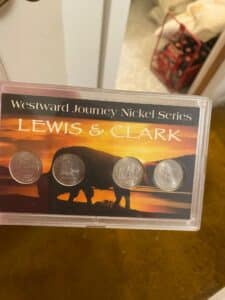 Westward Journey Nickel Series
LEWIS & CLARK